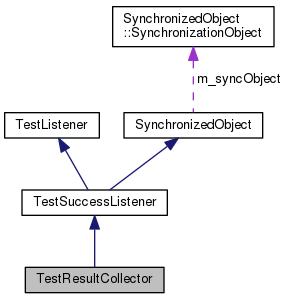 SynchronizedObject
::SynchronizationObject
m_syncObject
TestListener
SynchronizedObject
TestSuccessListener
TestResultCollector